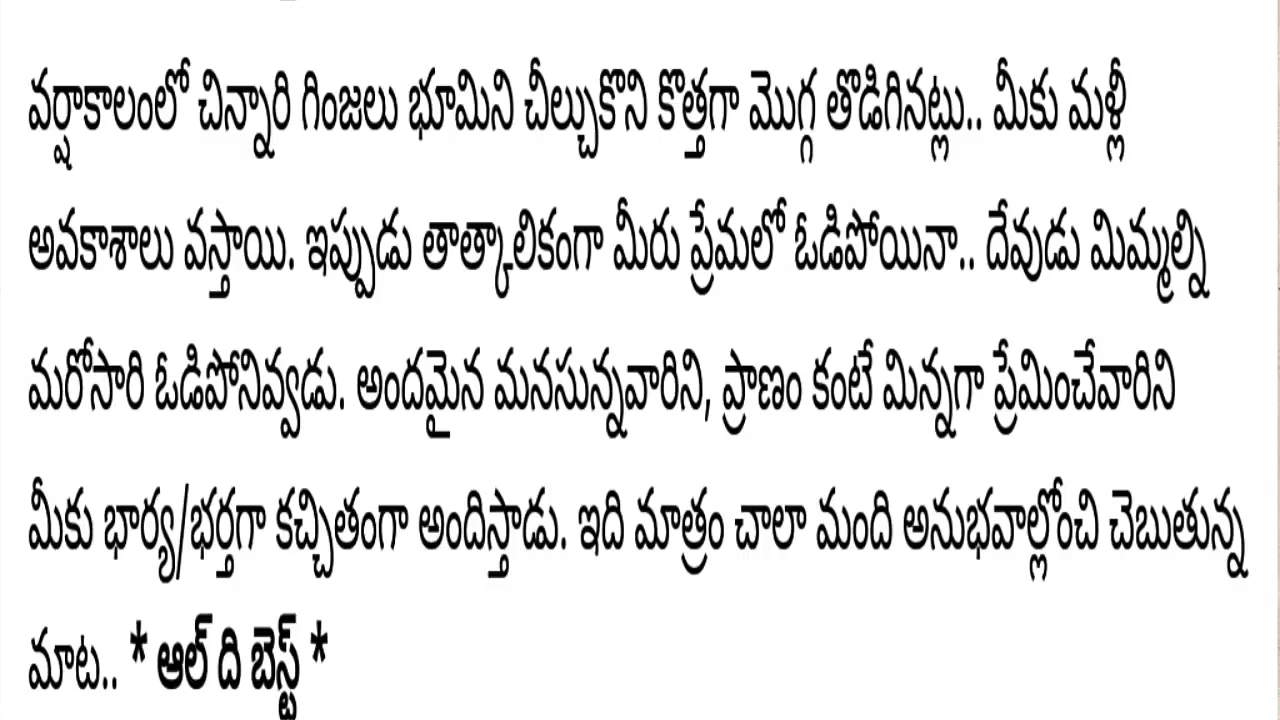 వర్షాకాలంలో చిన్నారి గింజలు భూమిని చీల్చుకొని కొత్తగా మొగ్గ తొడిగినట్లు.. మీకు మళ్లీ
అవకాశాలు వస్తాయి. ఇప్పుడు తాత్కాలికంగా మీరు ప్రేమలో ఓడిపోయినా.. దేవుడు మిమ్మల్ని
మరోసారి ఓడిపోనివ్వడు. అందమైన మనసున్నవారిని, ప్రాణం కంటే మిన్నగా ప్రేమించేవారిని
మీకు భార్య/భర్తగా కచ్చితంగా అందిస్తాడు. ఇది మాత్రం చాలా మంది అనుభవాల్లోంచి చెబుతున్న
మాట.. * ఆల్ ది బెస్ట్ *